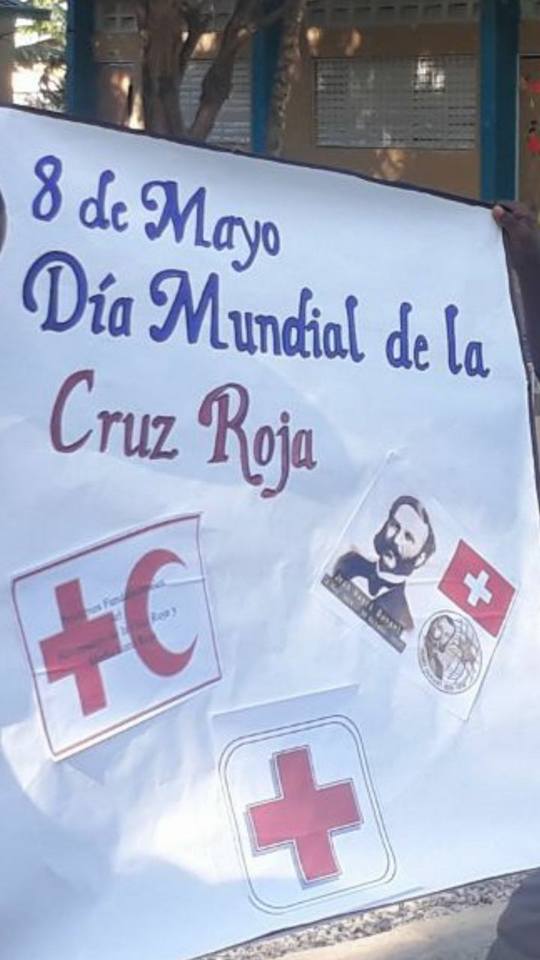 8 de Mayo
Día Mundial de la
Cruz Roja